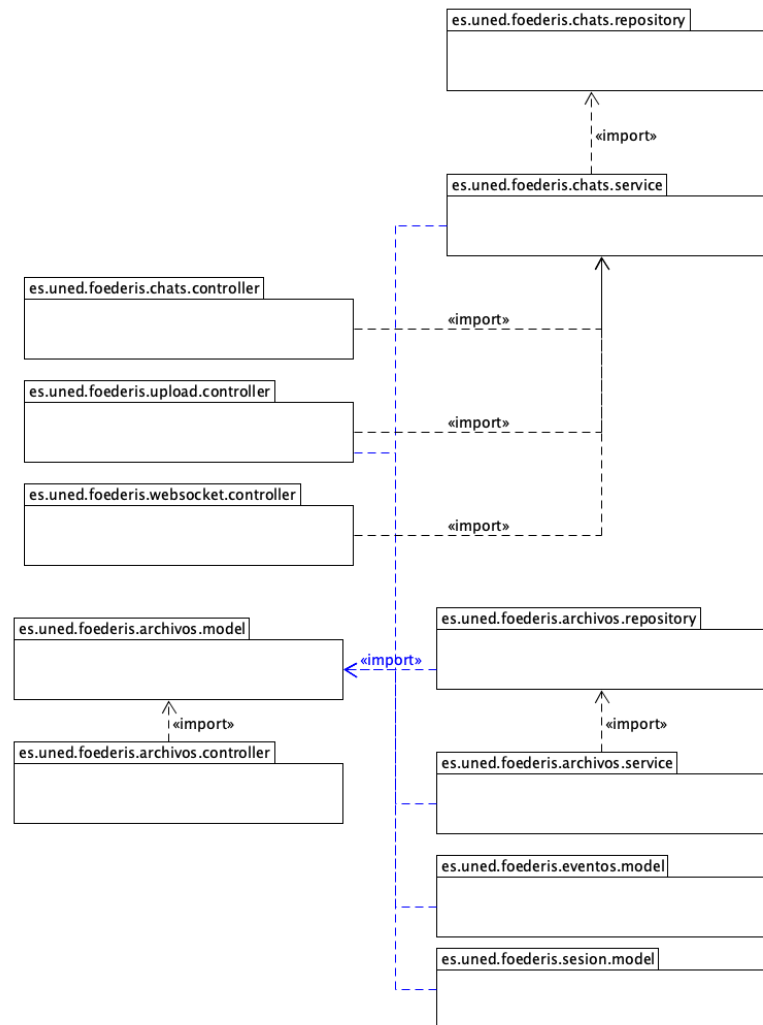 es.uned.foederis.chats.repository
«import»
es.uned.foederis.chats.service
es.uned.foederis.chats.controller
«import»
es.uned.foederis.upload.controller
«import»
es.uned.foederis.websocket.controller
«import»
es.uned.foederis.archivos.repository
es.uned.foederis.archivos.model
«import»
«import»
«import»
es.uned.foederis.archivos.controller
es.uned.foederis.archivos.service
es.uned.foederis.eventos.model
es.uned.foederis.sesion.model